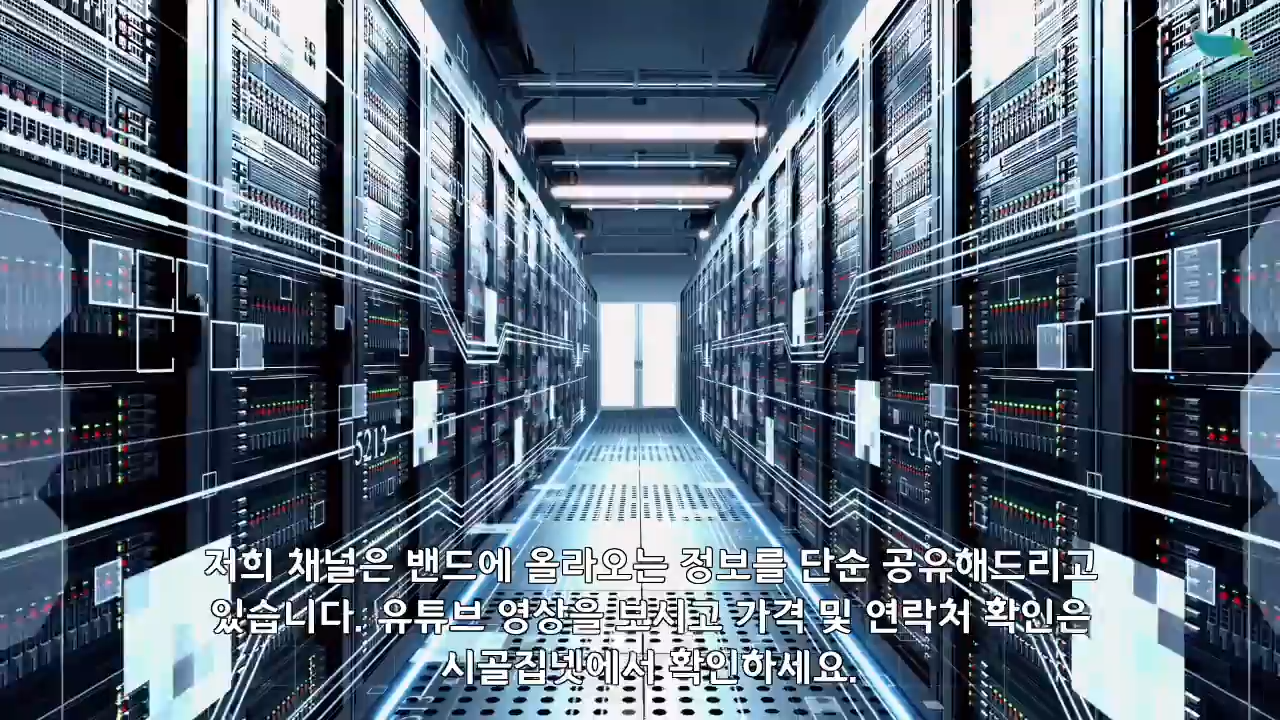 5213
5213
저희 채널은 밴드에 올라오는 정보를 단순 공유해드리고
있습니다. 유튜브 영상을 보시고 가격 및 연락처 확인은
시골집넷에서 확인하세요.